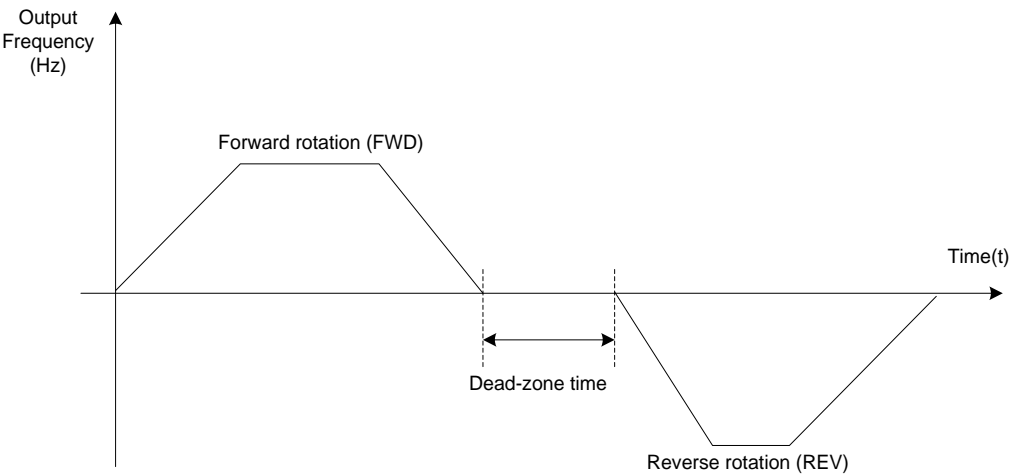 Output
Frequency
(Hz)
Forward rotation (FWD)
Time(t)
Dead-zone time
Reverse rotation (REV)